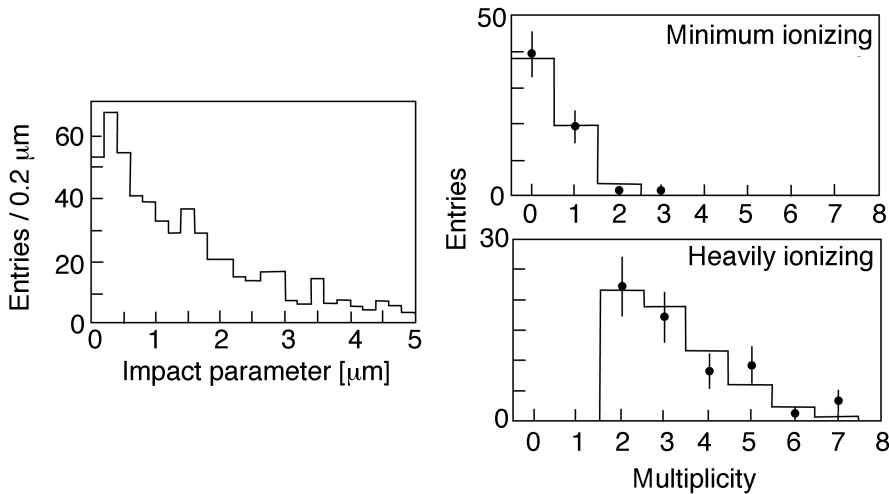 Entries / 0.2 μm
60
40
20
0
0 1 2 3 4 5
Impact parameter [μm]
Entries
50
Minimum ionizing
0
0 1 2 3 4 5 6 7 8
30
Heavily ionizing
0
0 1 2 3 4 5 6 7 8
Multiplicity